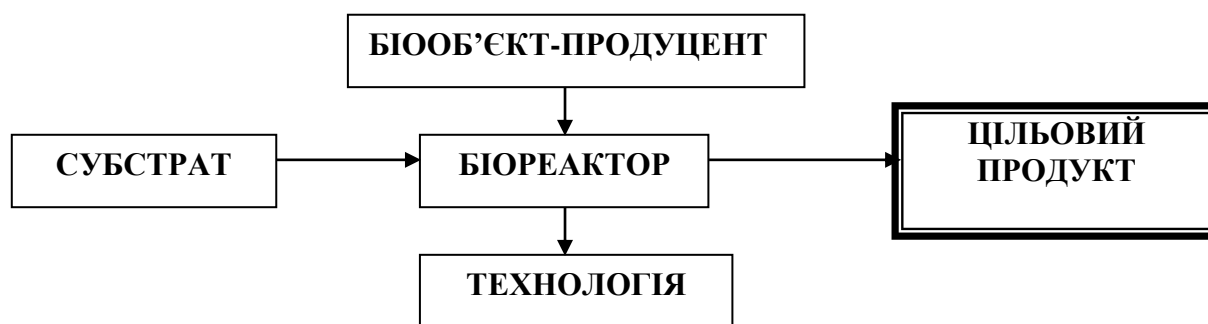 БІООБ’ЄКТ-ПРОДУЦЕНТ
СУБСТРАТ
БІОРЕАКТОР
ЦІЛЬОВИЙ
ПРОДУКТ
ТЕХНОЛОГІЯ